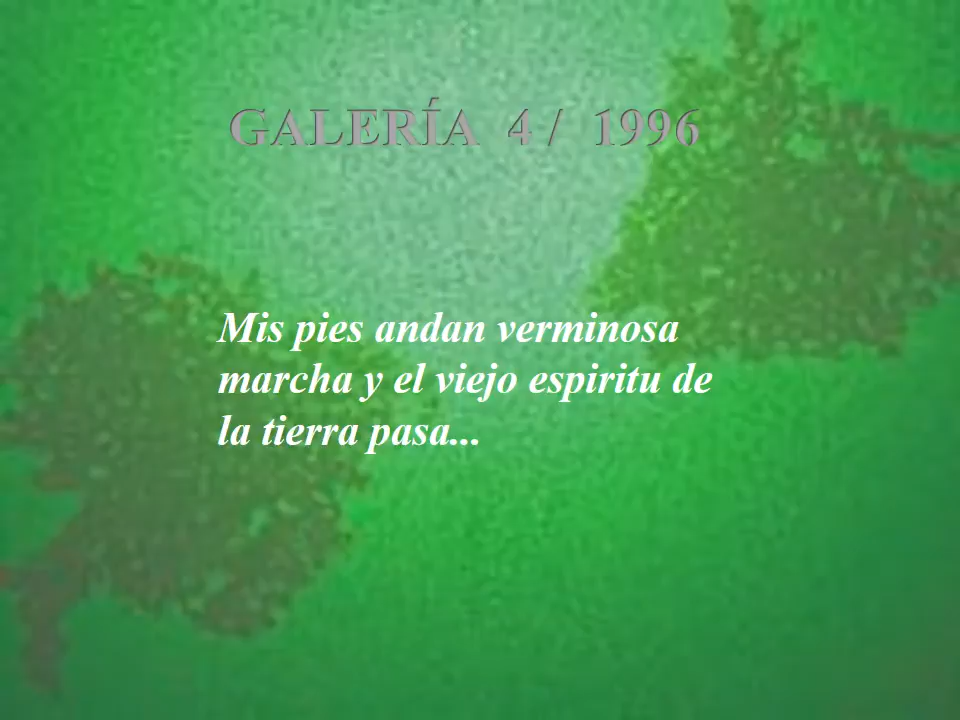 GALERÍA 4 / 1996
Mis pies andan verminosa
marcha y el viejo espiritu de
la tierra pasa...